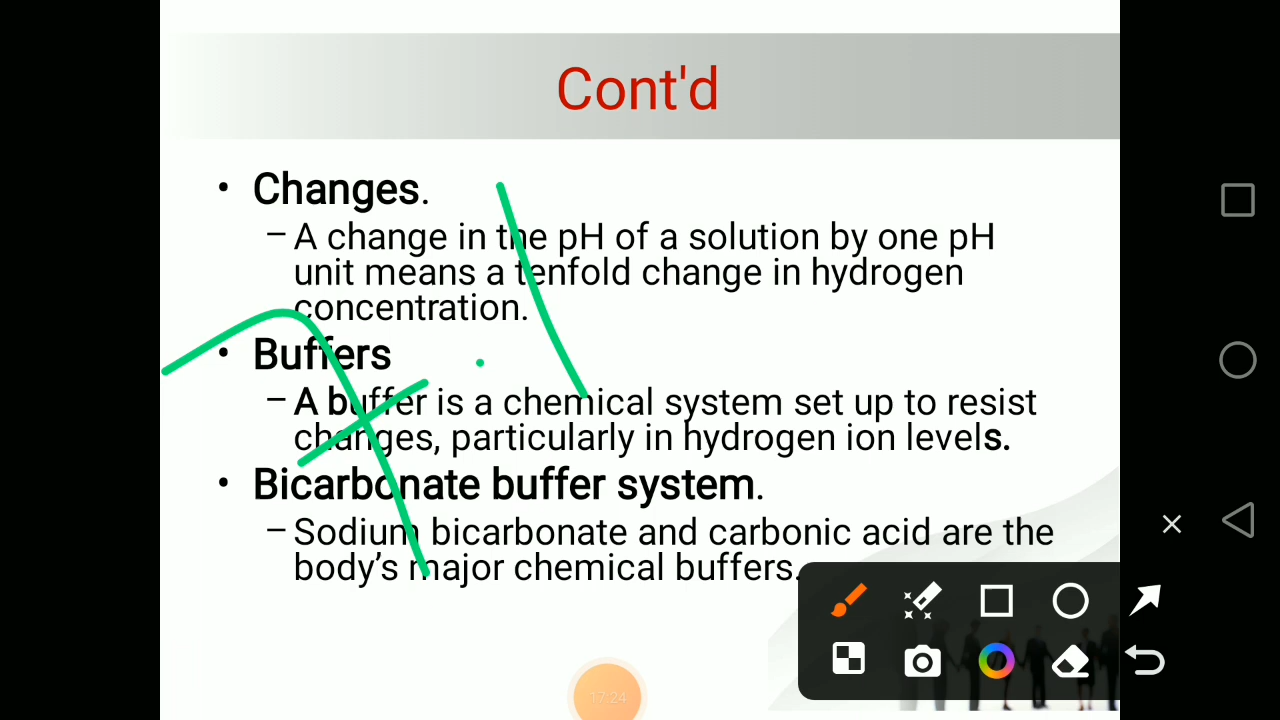 Cont'd
• Changes.
– A change in the pH of a solution by one pH
unit means a tenfold change in hydrogen
concentration.
• Buffers
– A buffer is a chemical system set up to resist
changes, particularly in hydrogen ion levels.
• Bicarbonate buffer system.
– Sodium bicarbonate and carbonic acid are the
body’s major chemical buffers.
17:24